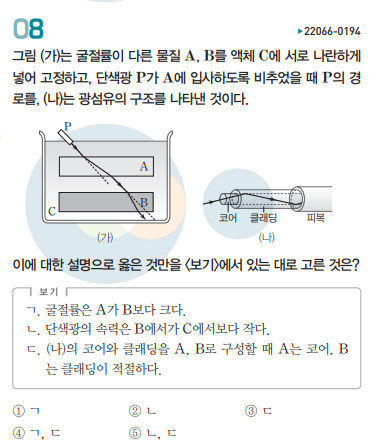 08
▶22066-0194
그림 (가)는 굴절률이 다른 물질 A, B를 액체 C에 서로 나란하게
넣어 고정하고, 단색광 P가 A에 입사하도록 비추었을 때 P의 경
로를, (나)는 광섬유의 구조를 나타낸 것이다.
P
A
B
C
코어 클래딩 피복
(가) (나)
이에 대한 설명으로 옳은 것만을 〈보기〉에서 있는 대로 고른 것은?
보기
ㄱ. 굴절률은 A가 B보다 크다.
ㄴ. 단색광의 속력은 B에서가 C에서보다 작다.
ㄷ. (나)의 코어와 클래딩을 A, B로 구성할 때 A는 코어, B
는 클래딩이 적절하다.
① ㄱ ② ㄴ ③ ㄷ
④ ㄱ, ㄷ ⑤ ㄴ, ㄷ